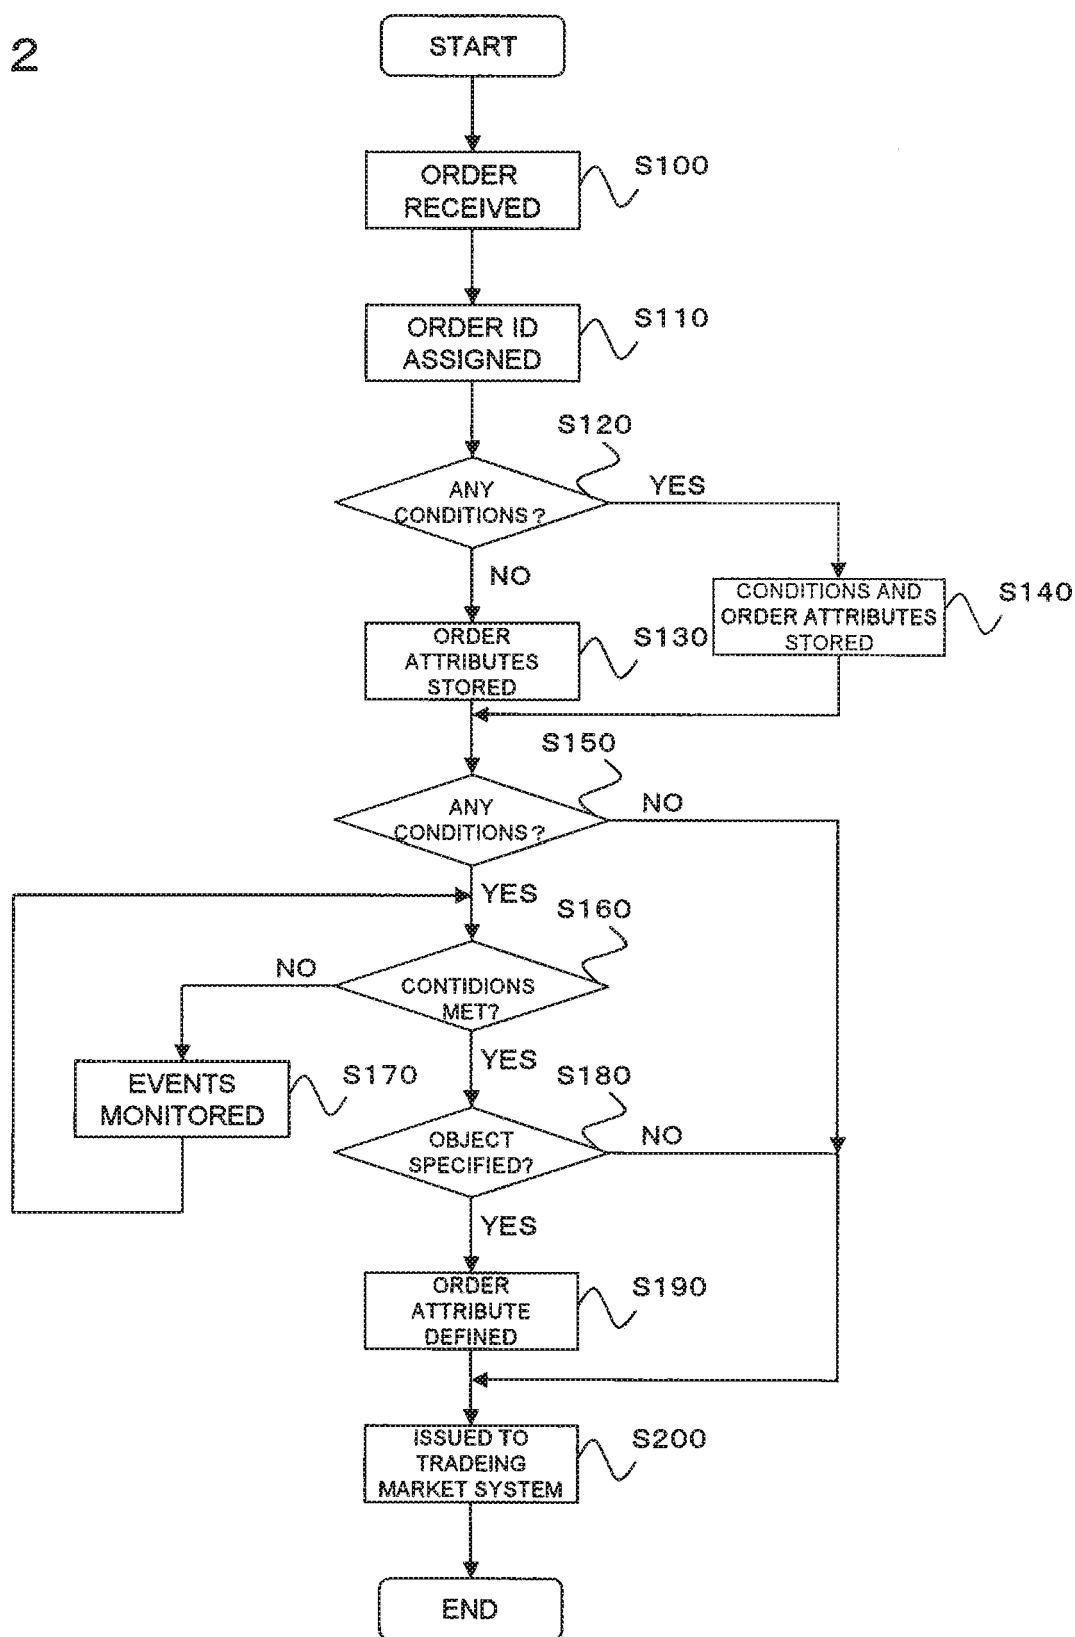 2
START
ORDER
RECEIVED
S100
ORDER ID
ASSIGNED
S110
S120
ANY
CONDITIONS?
YES
NO
CONDITIONS AND
ORDER ATTRIBUTES
STORED
S140
ORDER
ATTRIBUTES
STORED
S130
S150
ANY
CONDITIONS?
NO
YES
S160
NO
CONTIDIONS
MET?
YES
EVENTS
MONITORED
S170
S180
OBJECT
SPECIFIED?
NO
YES
ORDER
ATTRIBUTE
DEFINED
S190
ISSUED TO
TRADEING
MARKET SYSTEM
S200
END